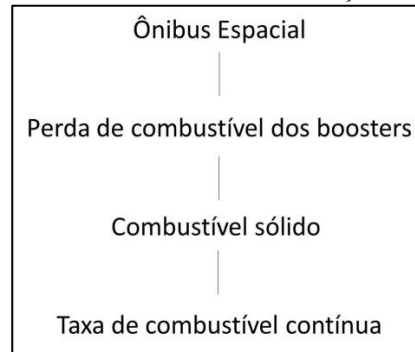 Ônibus Espacial
Perda de combustível dos boosters
Combustível sólido
Taxa de combustível contínua